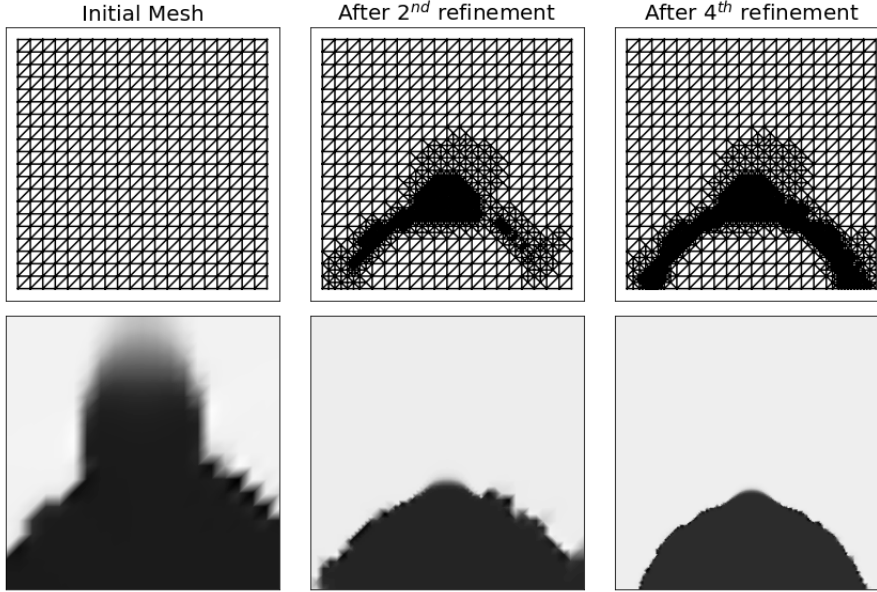 Initial Mesh
After 2nd refinement
After 4th refinement